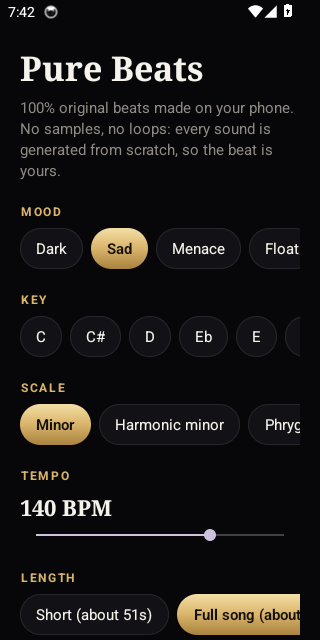 7:42
Pure Beats
100% original beats made on your phone.
No samples, no loops: every sound is
generated from scratch, so the beat is
yours.
MOOD
Dark Sad Menace Float
KEY
C C# D Eb E
SCALE
Minor Harmonic minor Phryg
TEMPO
140 BPM
LENGTH
Short (about 51s) Full song (about